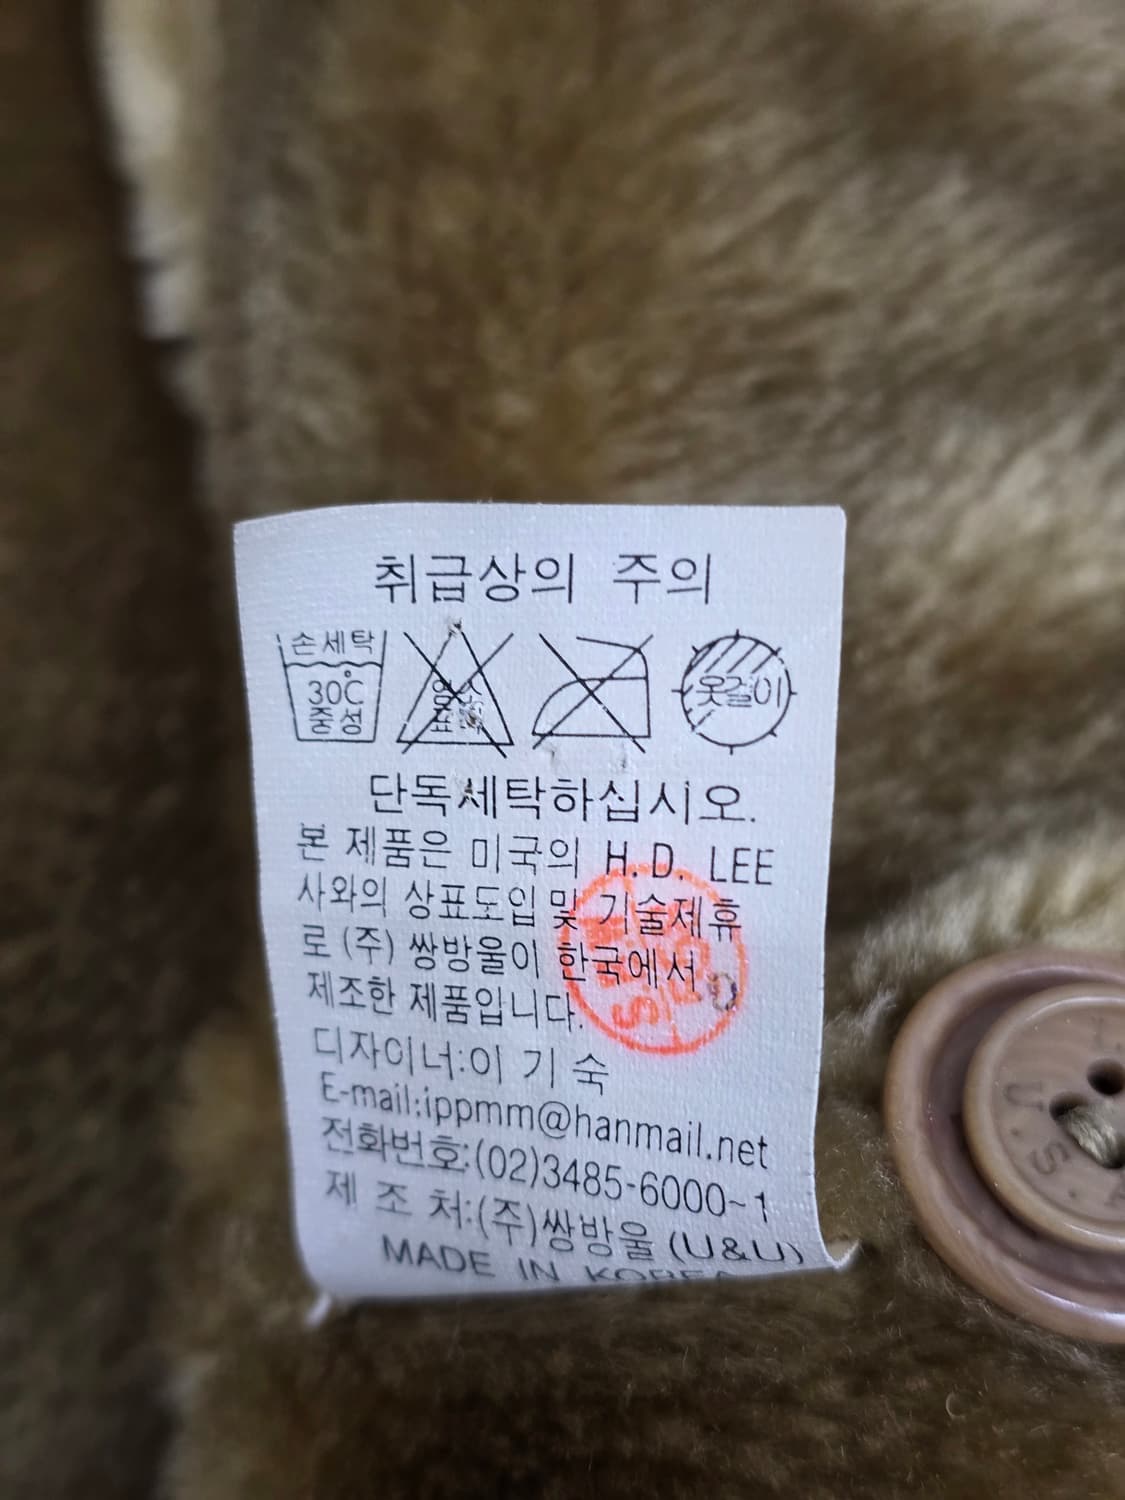 취급상의 주의
손세탁
30℃
중성
염소
표백
옷걸이
단독세탁하십시오.
본 제품은 미국의 H.D. LEE
사와의 상표도입 및 기술제휴
로 (주) 쌍방울이 한국에서
제조한 제품입니다.
디자이너:이 기 숙
E-mail:ippmm@hanmail.net
전화번호:(02)3485-6000~1
제 조 처:(주)쌍방울 (U&U)
MADE IN KOREA
U.S.